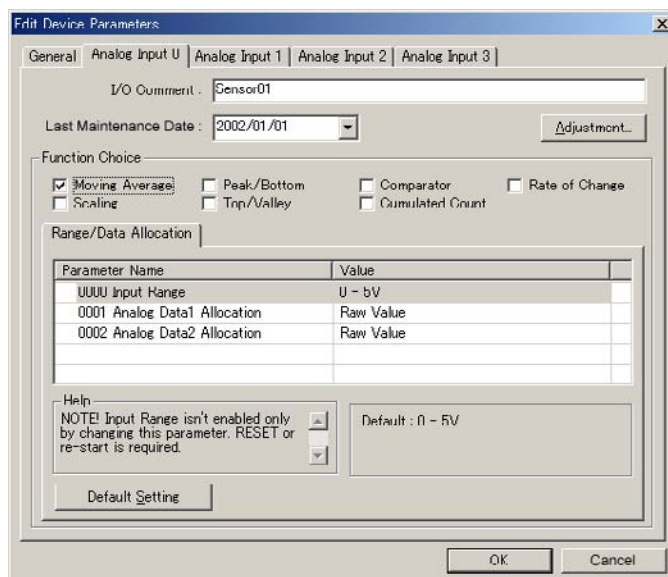 Edit Device Parameters
General Analog Input 0 Analog Input 1 Analog Input 2 Analog Input 3
I/O Comment : Sensor01
Last Maintenance Date : 2002/01/01 Adjustment...
Function Choice
Moving Average Peak/Bottom Comparator Rate of Change
Scaling Top/Valley Cumulated Count
Range/Data Allocation
Parameter Name Value
0000 Input Range 0 - 5V
0001 Analog Data1 Allocation Raw Value
0002 Analog Data2 Allocation Raw Value
Help
NOTE! Input Range isn't enabled only
by changing this parameter. RESET or
re-start is required.
Default : 0 - 5V
Default Setting
OK Cancel